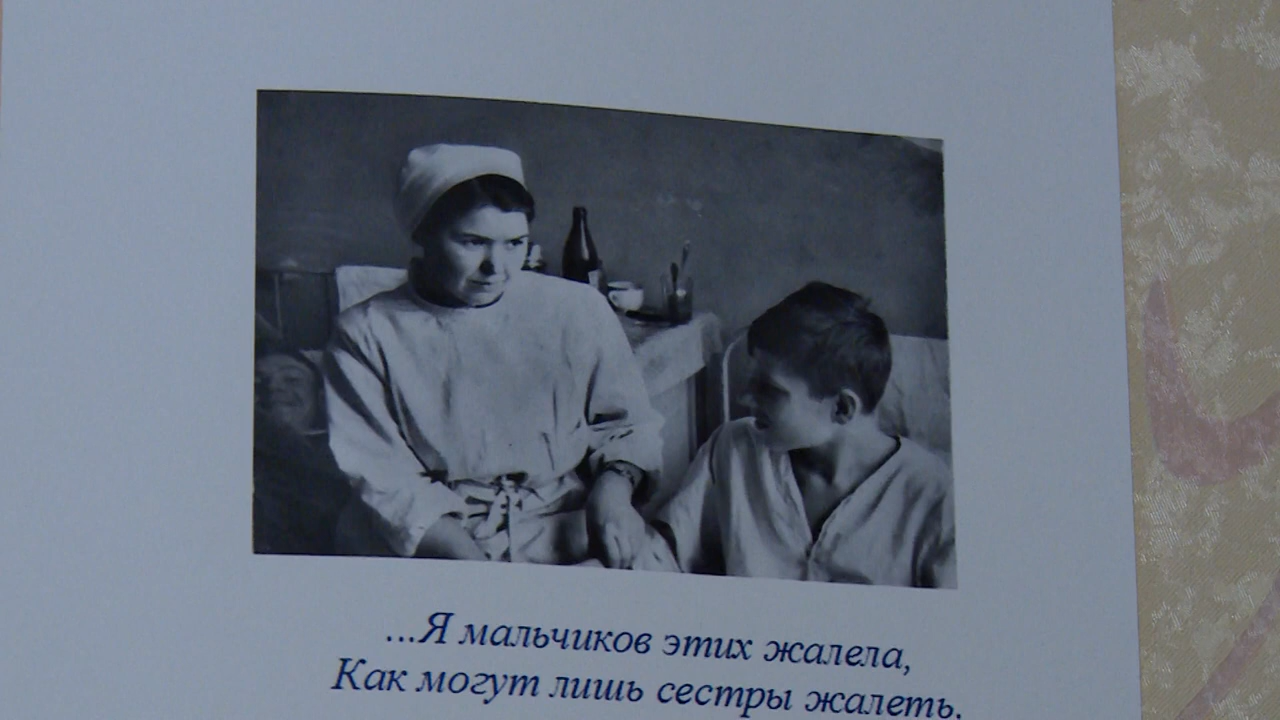 ...Я мальчиков этих жалела,
Как могут лишь сестры жалеть.